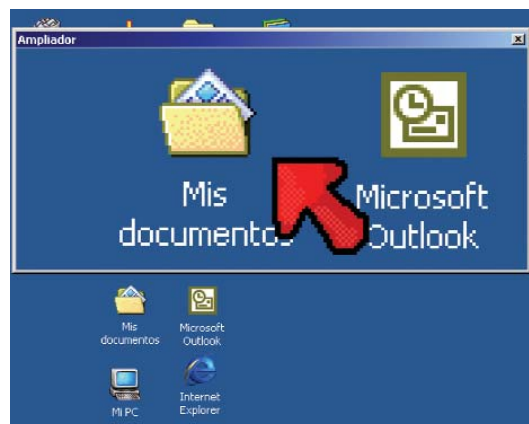 Ampliador
Mis
documentos
Microsoft
Outlook
Mis
documentos
Microsoft
Outlook
Mi PC
Internet
Explorer